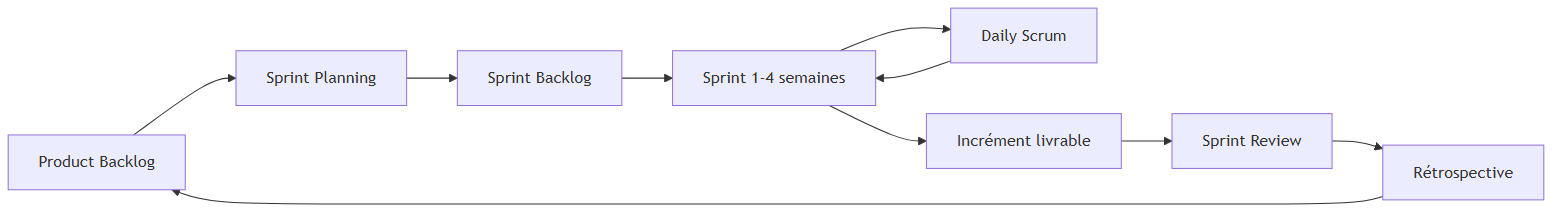 Product Backlog
Sprint Planning
Sprint Backlog
Sprint 1-4 semaines
Daily Scrum
Incrément livrable
Sprint Review
Rétrospective